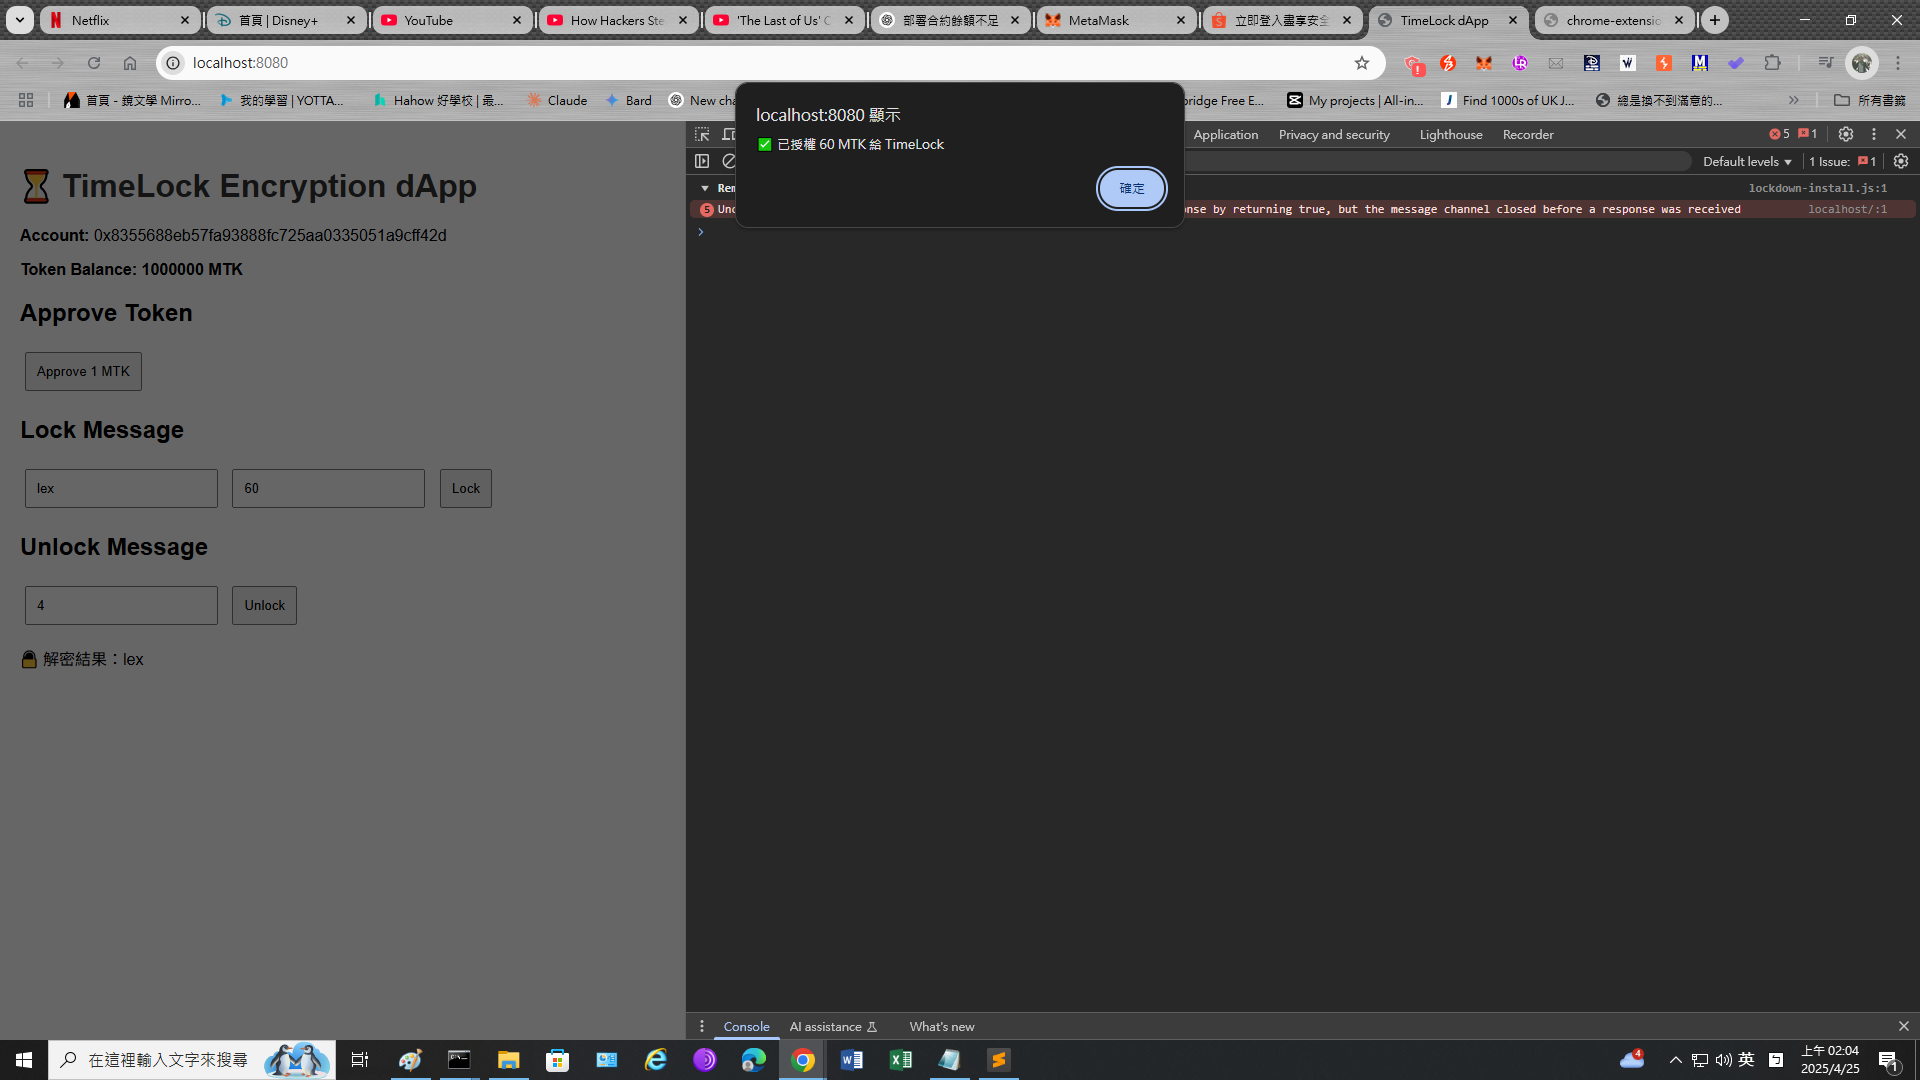 Netflix
首頁 | Disney+
YouTube
How Hackers Ste
'The Last of Us'
部署合約餘額不足
MetaMask
立即登入盡享安全
TimeLock dApp
chrome-extensio
localhost:8080
首頁 - 鏡文學 Mirro...
我的學習 | YOTTA...
Hahow 好學校 | 最...
Claude
Bard
New cha
bridge Free E...
My projects | All-in...
Find 1000s of UK J...
總是換不到滿意的...
所有書籤
localhost:8080 顯示
已授權 60 MTK 給 TimeLock
確定
Application
Privacy and security
Lighthouse
Recorder
5
1
Default levels
1 Issue:
1
Ren
lockdown-install.js:1
5
Unc
nse by returning true, but the message channel closed before a response was received
localhost/:1
TimeLock Encryption dApp
Account: 0x8355688eb57fa93888fc725aa0335051a9cff42d
Token Balance: 1000000 MTK
Approve Token
Approve 1 MTK
Lock Message
lex
60
Lock
Unlock Message
4
Unlock
解密結果：lex
Console
AI assistance
What's new
在這裡輸入文字來搜尋
4
英
上午 02:04
2025/4/25
1